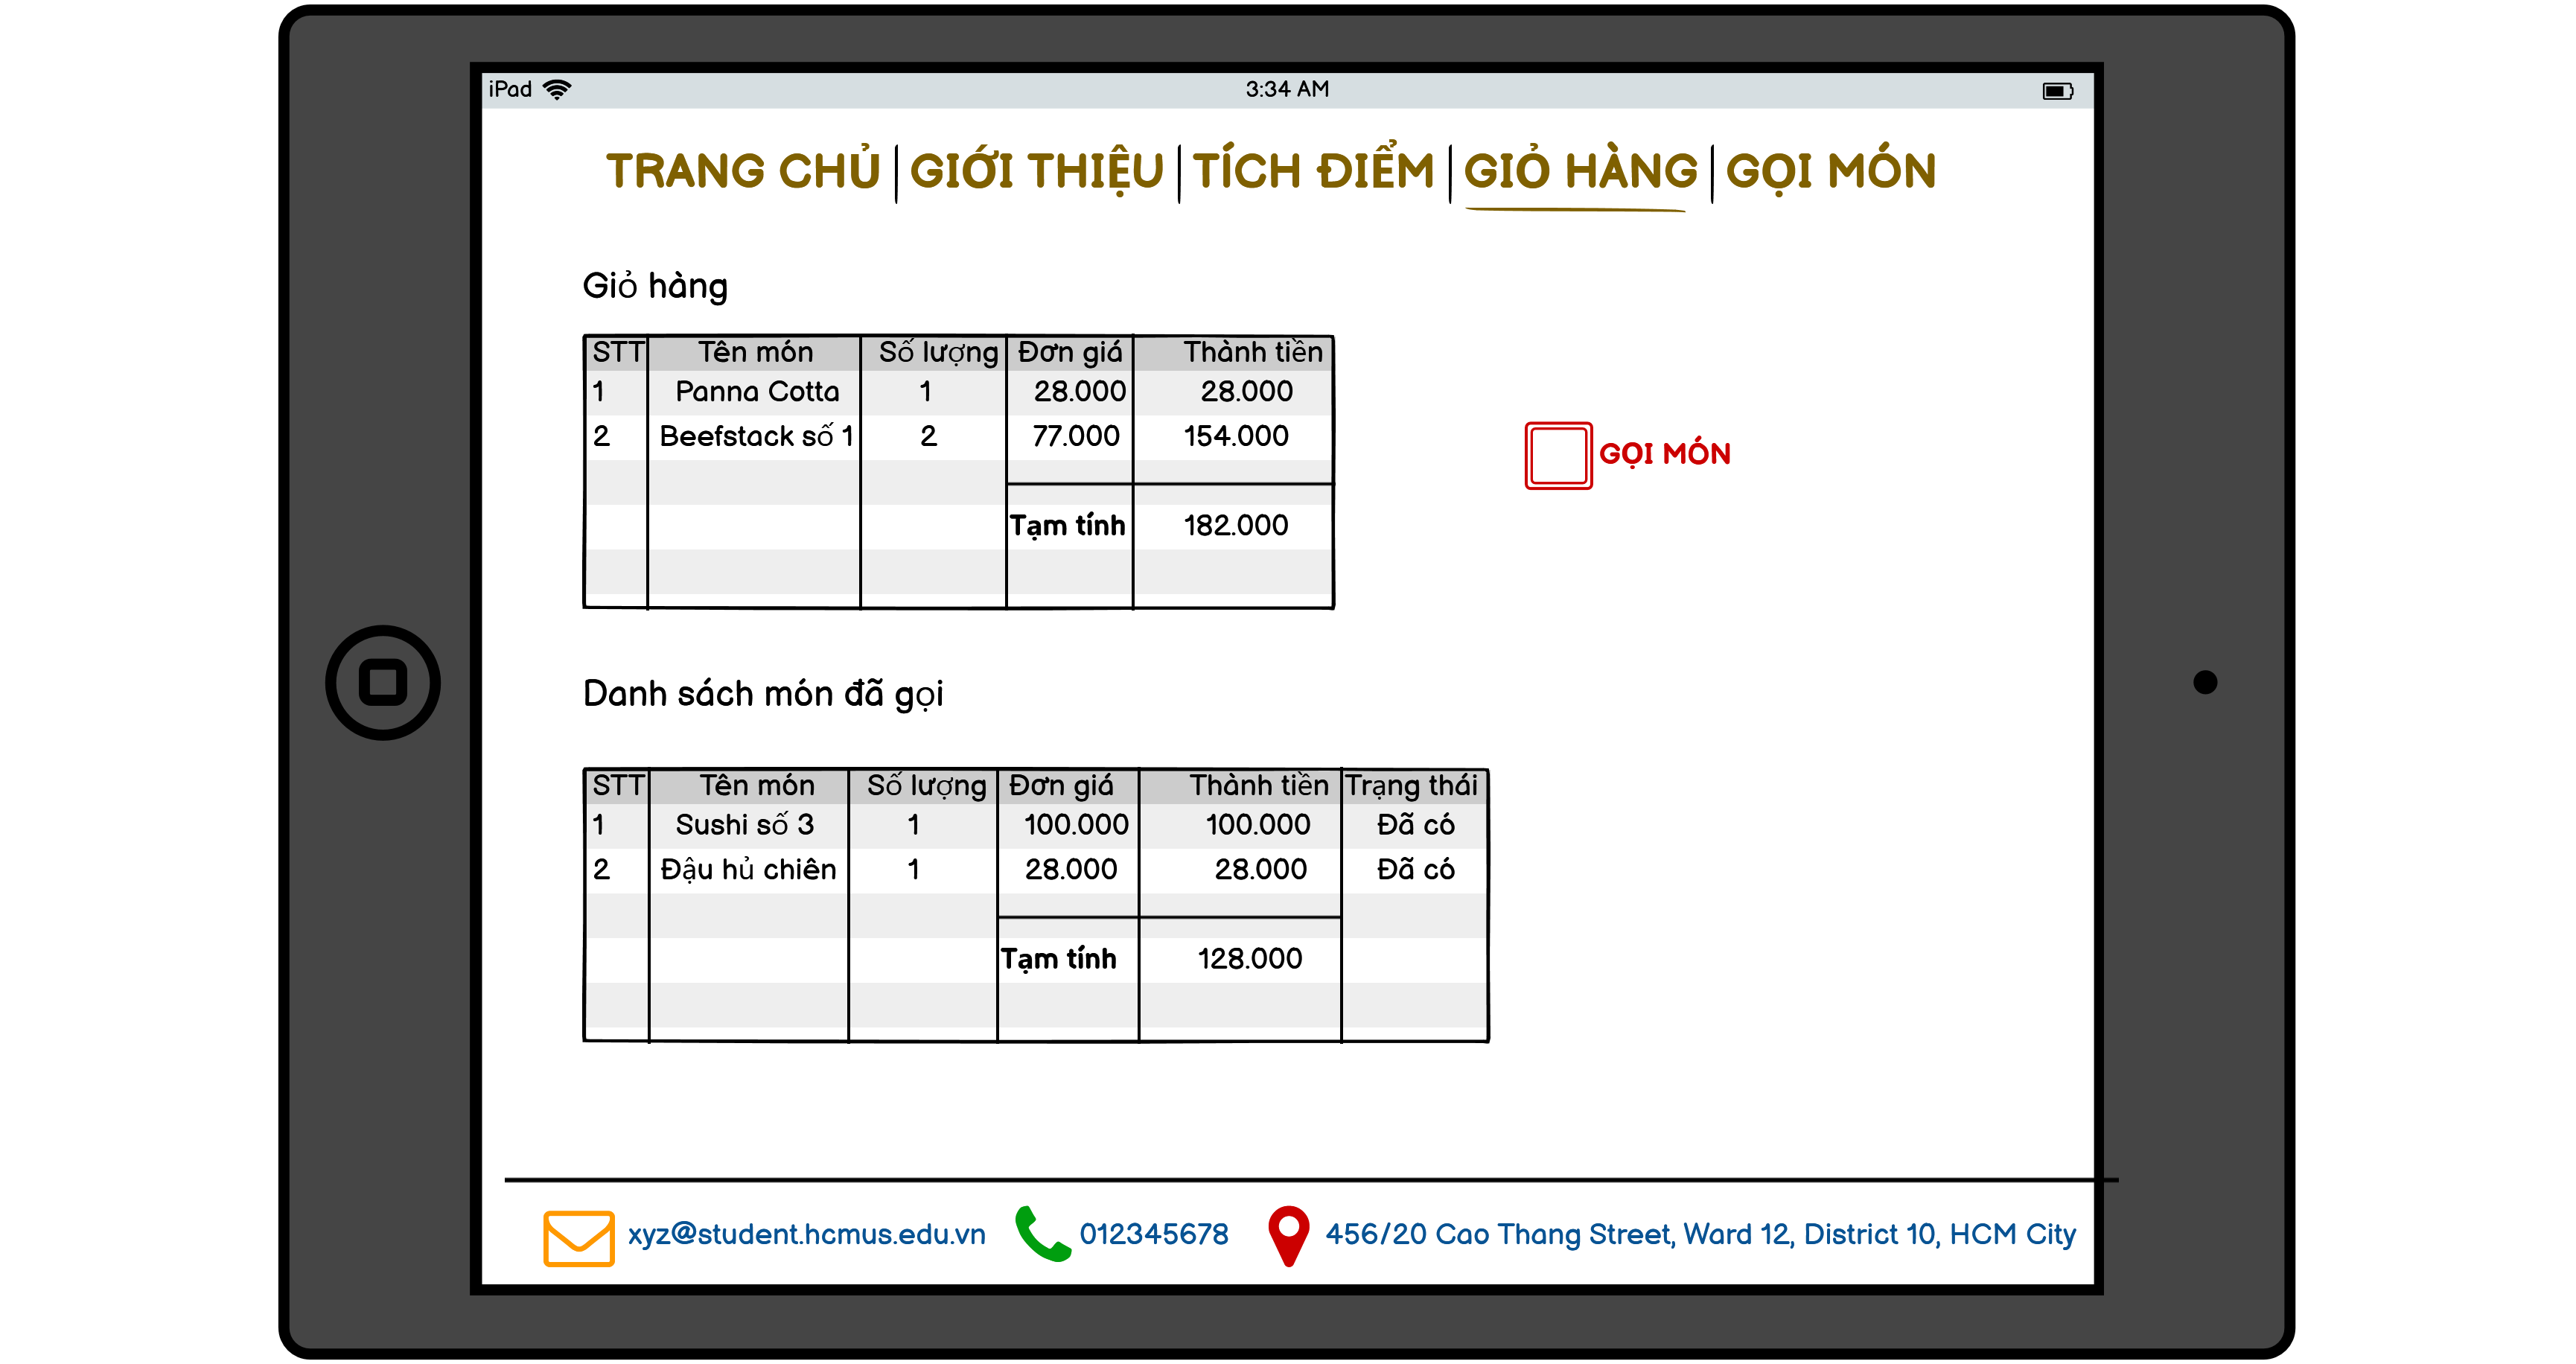 iPad 3:34 AM
TRANG CHỦ GIỚI THIỆU TÍCH ĐIỂM GIỎ HÀNG GỌI MÓN
Giỏ hàng
STT Tên món Số lượng Đơn giá Thành tiền
1 Panna Cotta 1 28.000 28.000
2 Beefstack số 1 2 77.000 154.000
GỌI MÓN
Tạm tính 182.000
Danh sách món đã gọi
STT Tên món Số lượng Đơn giá Thành tiền Trạng thái
1 Sushi số 3 1 100.000 100.000 Đã có
2 Đậu hủ chiên 1 28.000 28.000 Đã có
Tạm tính 128.000
xyz@student.hcmus.edu.vn 012345678 456/20 Cao Thang Street, Ward 12, District 10, HCM City